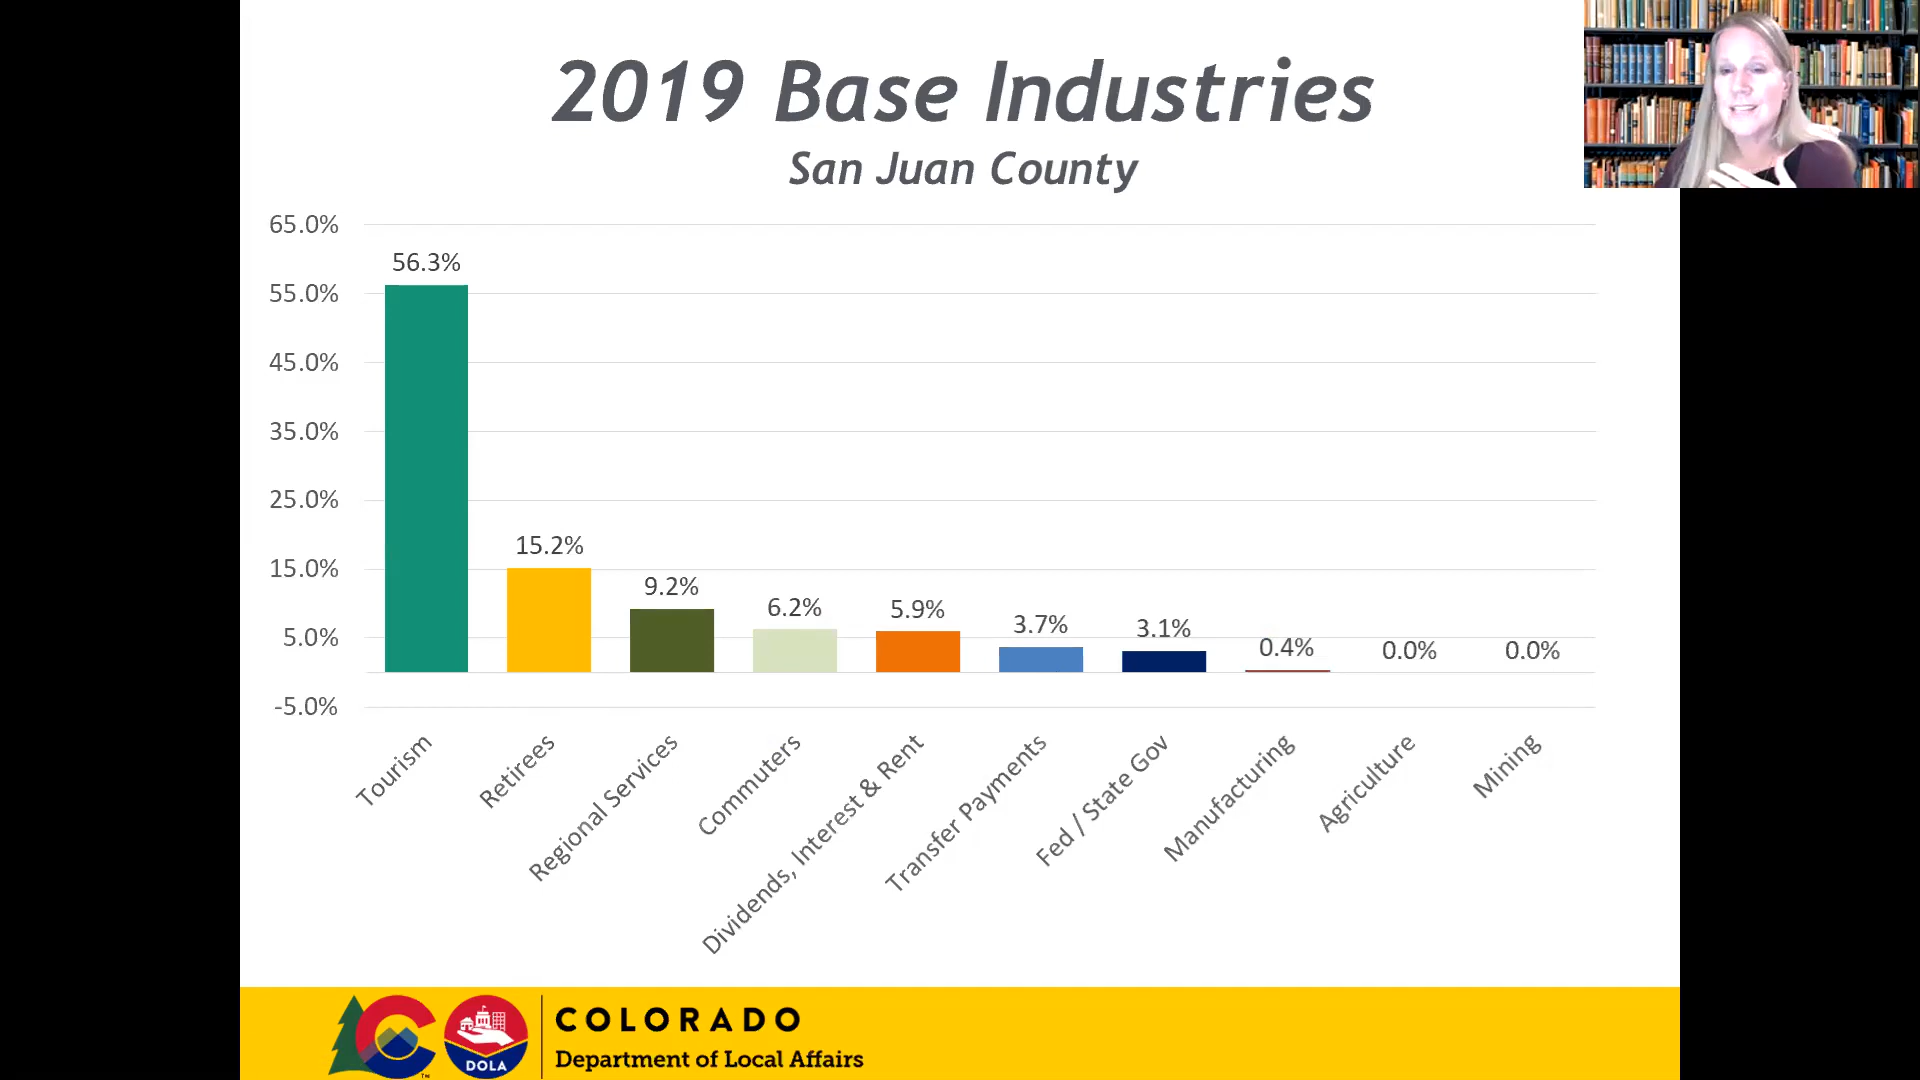 2019 Base Industries
San Juan County
65.0%
55.0%
45.0%
35.0%
25.0%
15.0%
5.0%
-5.0%
56.3%
15.2%
9.2%
6.2%
5.9%
3.7%
3.1%
0.4%
0.0%
0.0%
Tourism
Retirees
Regional Services
Commuters
Dividends, Interest & Rent
Transfer Payments
Fed / State Gov
Manufacturing
Agriculture
Mining
TM
DOLA
COLORADO
Department of Local Affairs